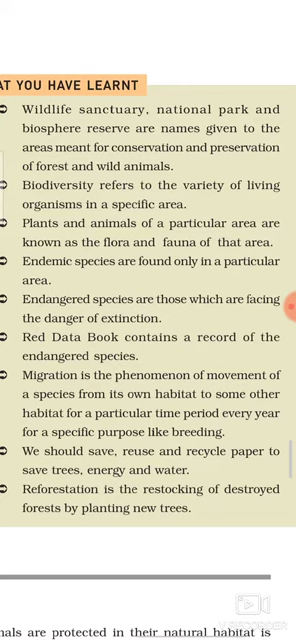 AT YOU HAVE LEARNT
Wildlife sanctuary, national park and
biosphere reserve are names given to the
areas meant for conservation and preservation
of forest and wild animals.
Biodiversity refers to the variety of living
organisms in a specific area.
Plants and animals of a particular area are
known as the flora and fauna of that area.
Endemic species are found only in a particular
area.
Endangered species are those which are facing
the danger of extinction.
Red Data Book contains a record of the
endangered species.
Migration is the phenomenon of movement of
a species from its own habitat to some other
habitat for a particular time period every year
for a specific purpose like breeding.
We should save, reuse and recycle paper to
save trees, energy and water.
Reforestation is the restocking of destroyed
forests by planting new trees.
VIDEOSHOW
mals are protected in their natural habitat is